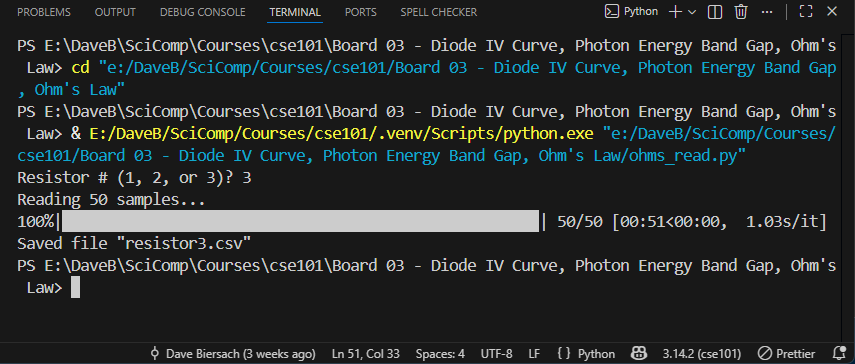 PROBLEMS OUTPUT DEBUG CONSOLE TERMINAL PORTS SPELL CHECKER Python
PS E:\DaveB\SciComp\Courses\cse101\Board 03 - Diode IV Curve, Photon Energy Band Gap, Ohm's
Law> cd "e:/DaveB/SciComp/Courses/cse101/Board 03 - Diode IV Curve, Photon Energy Band Gap
, Ohm's Law"
PS E:\DaveB\SciComp\Courses\cse101\Board 03 - Diode IV Curve, Photon Energy Band Gap, Ohm's
Law> & E:/DaveB/SciComp/Courses/cse101/.venv/Scripts/python.exe "e:/DaveB/SciComp/Courses/
cse101/Board 03 - Diode IV Curve, Photon Energy Band Gap, Ohm's Law/ohms_read.py"
Resistor # (1, 2, or 3)? 3
Reading 50 samples...
100%| | 50/50 [00:51<00:00, 1.03s/it]
Saved file "resistor3.csv"
PS E:\DaveB\SciComp\Courses\cse101\Board 03 - Diode IV Curve, Photon Energy Band Gap, Ohm's
Law>
Dave Biersach (3 weeks ago) Ln 51, Col 33 Spaces: 4 UTF-8 LF { } Python 3.14.2 (cse101) Prettier